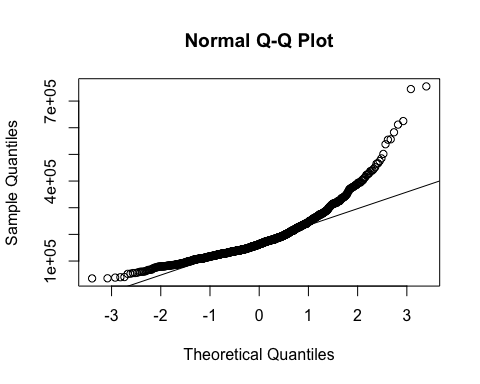 Normal Q-Q Plot
7e+05
4e+05
1e+05
Sample Quantiles
-3 -2 -1 0 1 2 3
Theoretical Quantiles